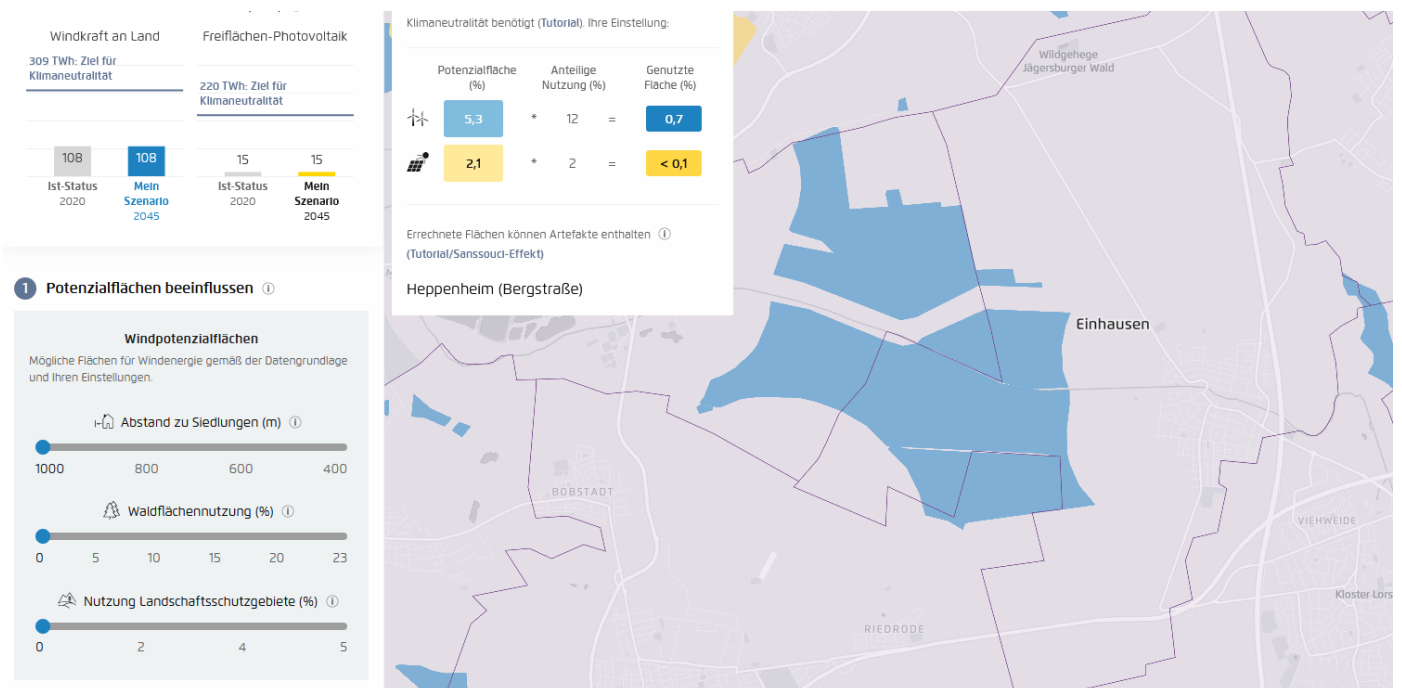 Windkraft an Land
Freiflächen-Photovoltaik
309 TWh: Ziel für
Klimaneutralität
220 TWh: Ziel für
Klimaneutralität
108
108
15
15
Ist-Status
2020
Mein
Szenario
2045
Ist-Status
2020
Mein
Szenario
2045
1 Potenzialflächen beeinflussen
Windpotenzialflächen
Mögliche Flächen für Windenergie gemäß der Datengrundlage
und Ihren Einstellungen.
Abstand zu Siedlungen (m)
1000 800 600 400
Waldflächennutzung (%)
0 5 10 15 20 23
Nutzung Landschaftsschutzgebiete (%)
0 2 4 5
Klimaneutralität benötigt (Tutorial). Ihre Einstellung:
Potenzialfläche
(%)
Anteilige
Nutzung (%)
Genutzte
Fläche (%)
5,3 * 12 = 0,7
2,1 * 2 = < 0,1
Errechnete Flächen können Artefakte enthalten
(Tutorial/Sanssouci-Effekt)
Heppenheim (Bergstraße)
Wildgehege
Jägersburger Wald
Einhausen
BOBSTADT
VIEHWEIDE
Kloster Lors
RIEDRODE